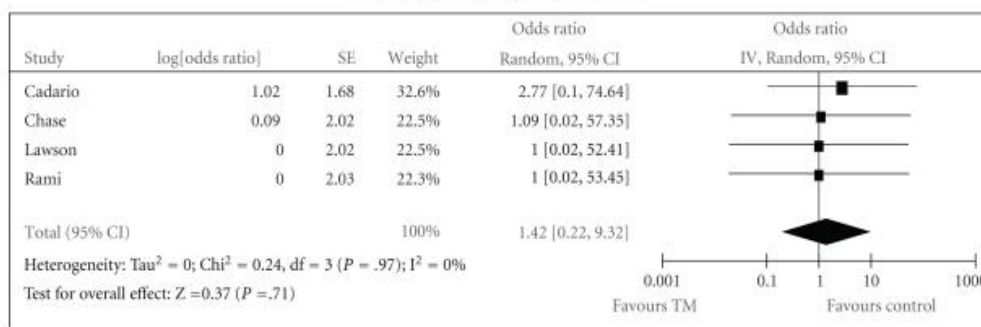 Odds ratio Odds ratio
Study log[odds ratio] SE Weight Random, 95% CI IV, Random, 95% CI
Cadario 1.02 1.68 32.6% 2.77 [0.1, 74.64]
Chase 0.09 2.02 22.5% 1.09 [0.02, 57.35]
Lawson 0 2.02 22.5% 1 [0.02, 52.41]
Rami 0 2.03 22.3% 1 [0.02, 53.45]
Total (95% CI) 100% 1.42 [0.22, 9.32]
Heterogeneity: Tau² = 0; Chi² = 0.24, df = 3 (P = .97); I² = 0%
Test for overall effect: Z =0.37 (P =.71)
0.001 0.1 1 10
Favours TM Favours control